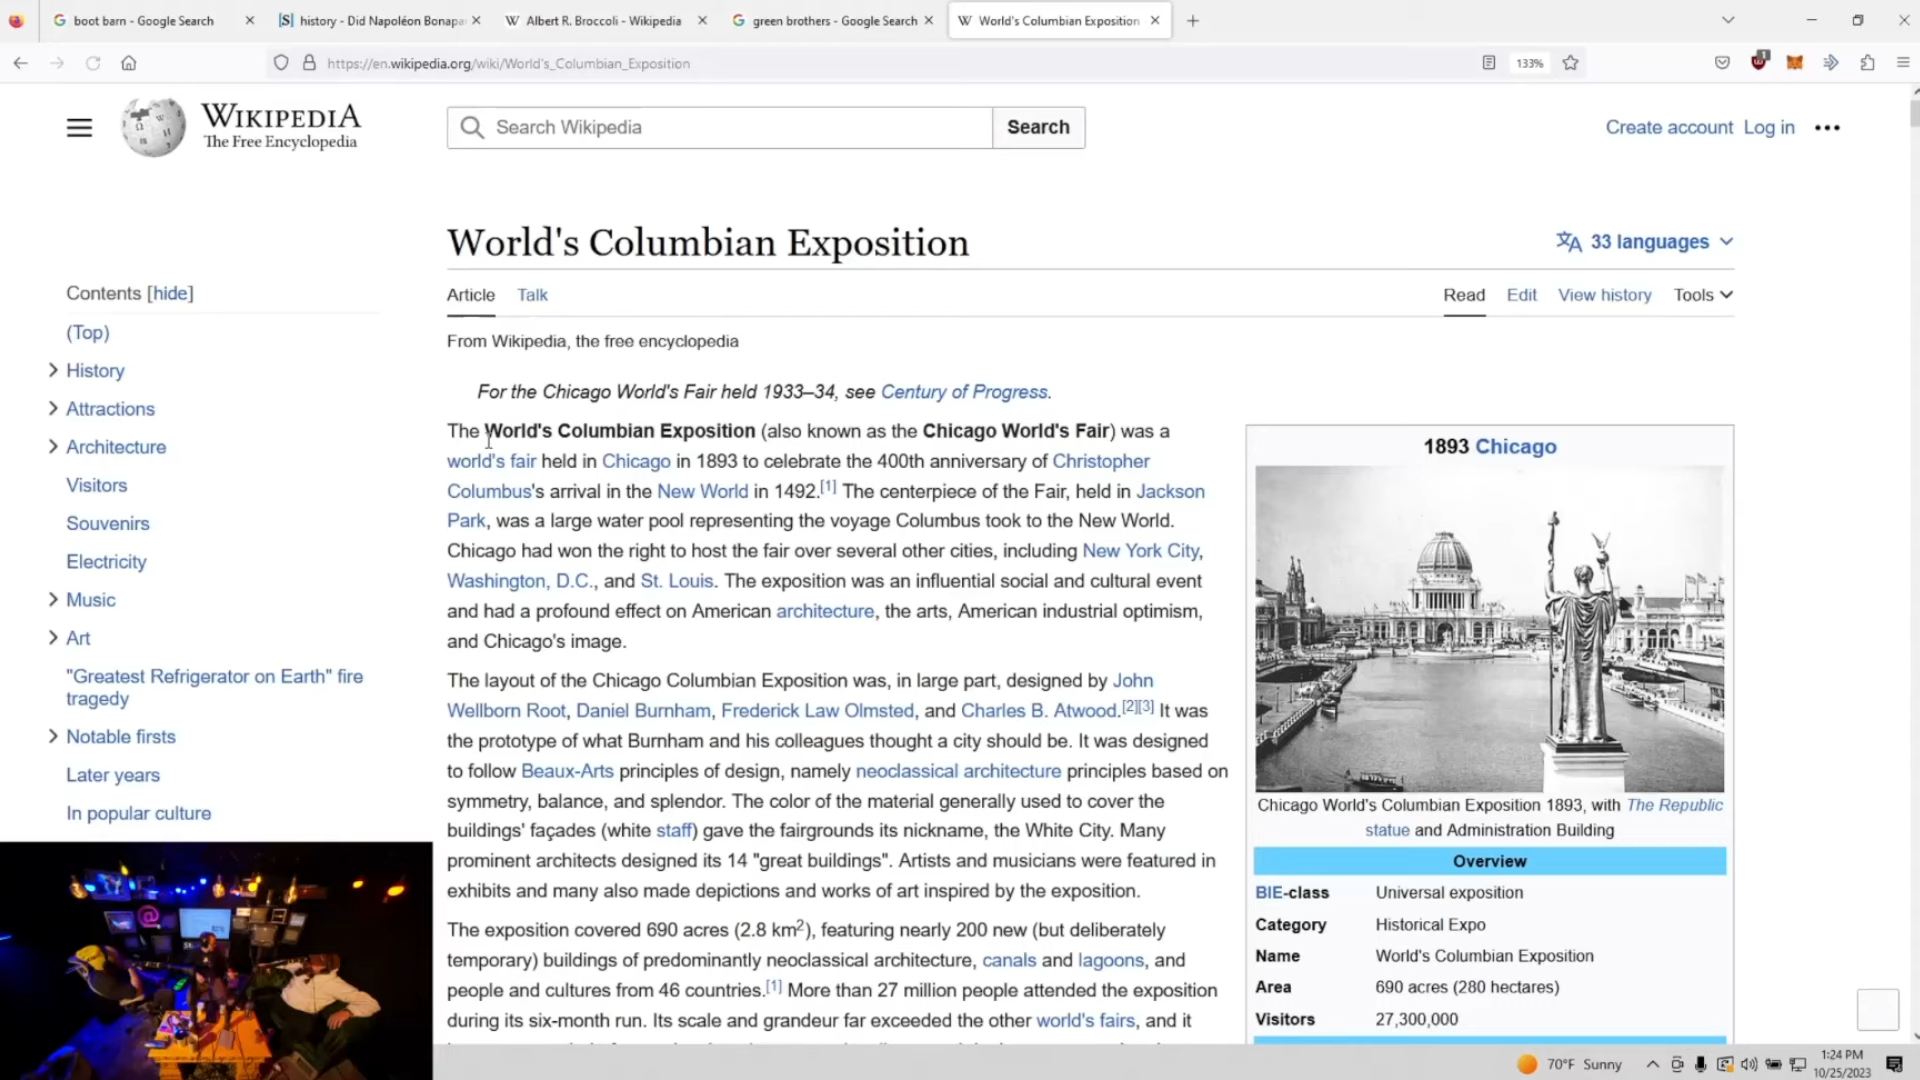 boot barn - Google Search
history - Did Napoléon Bonapa
Albert R. Broccoli - Wikipedia
green brothers - Google Search
World's Columbian Exposition
https://en.wikipedia.org/wiki/World's_Columbian_Exposition
133%
1
WIKIPEDIA
The Free Encyclopedia
Search Wikipedia
Search
Create account
Log in
World's Columbian Exposition
33 languages
Contents [hide]
(Top)
History
Attractions
Architecture
Visitors
Souvenirs
Electricity
Music
Art
"Greatest Refrigerator on Earth" fire
tragedy
Notable firsts
Later years
In popular culture
Article
Talk
Read
Edit
View history
Tools
From Wikipedia, the free encyclopedia
For the Chicago World's Fair held 1933–34, see Century of Progress.
The World's Columbian Exposition (also known as the Chicago World's Fair) was a
world's fair held in Chicago in 1893 to celebrate the 400th anniversary of Christopher
Columbus's arrival in the New World in 1492.[1] The centerpiece of the Fair, held in Jackson
Park, was a large water pool representing the voyage Columbus took to the New World.
Chicago had won the right to host the fair over several other cities, including New York City,
Washington, D.C., and St. Louis. The exposition was an influential social and cultural event
and had a profound effect on American architecture, the arts, American industrial optimism,
and Chicago's image.
The layout of the Chicago Columbian Exposition was, in large part, designed by John
Wellborn Root, Daniel Burnham, Frederick Law Olmsted, and Charles B. Atwood.[2][3] It was
the prototype of what Burnham and his colleagues thought a city should be. It was designed
to follow Beaux-Arts principles of design, namely neoclassical architecture principles based on
symmetry, balance, and splendor. The color of the material generally used to cover the
buildings' façades (white staff) gave the fairgrounds its nickname, the White City. Many
prominent architects designed its 14 "great buildings". Artists and musicians were featured in
exhibits and many also made depictions and works of art inspired by the exposition.
The exposition covered 690 acres (2.8 km2), featuring nearly 200 new (but deliberately
temporary) buildings of predominantly neoclassical architecture, canals and lagoons, and
people and cultures from 46 countries.[1] More than 27 million people attended the exposition
during its six-month run. Its scale and grandeur far exceeded the other world's fairs, and it
1893 Chicago
Chicago World's Columbian Exposition 1893, with The Republic
statue and Administration Building
Overview
BIE-class Universal exposition
Category Historical Expo
Name World's Columbian Exposition
Area 690 acres (280 hectares)
Visitors 27,300,000
70°F Sunny
1:24 PM
10/25/2023